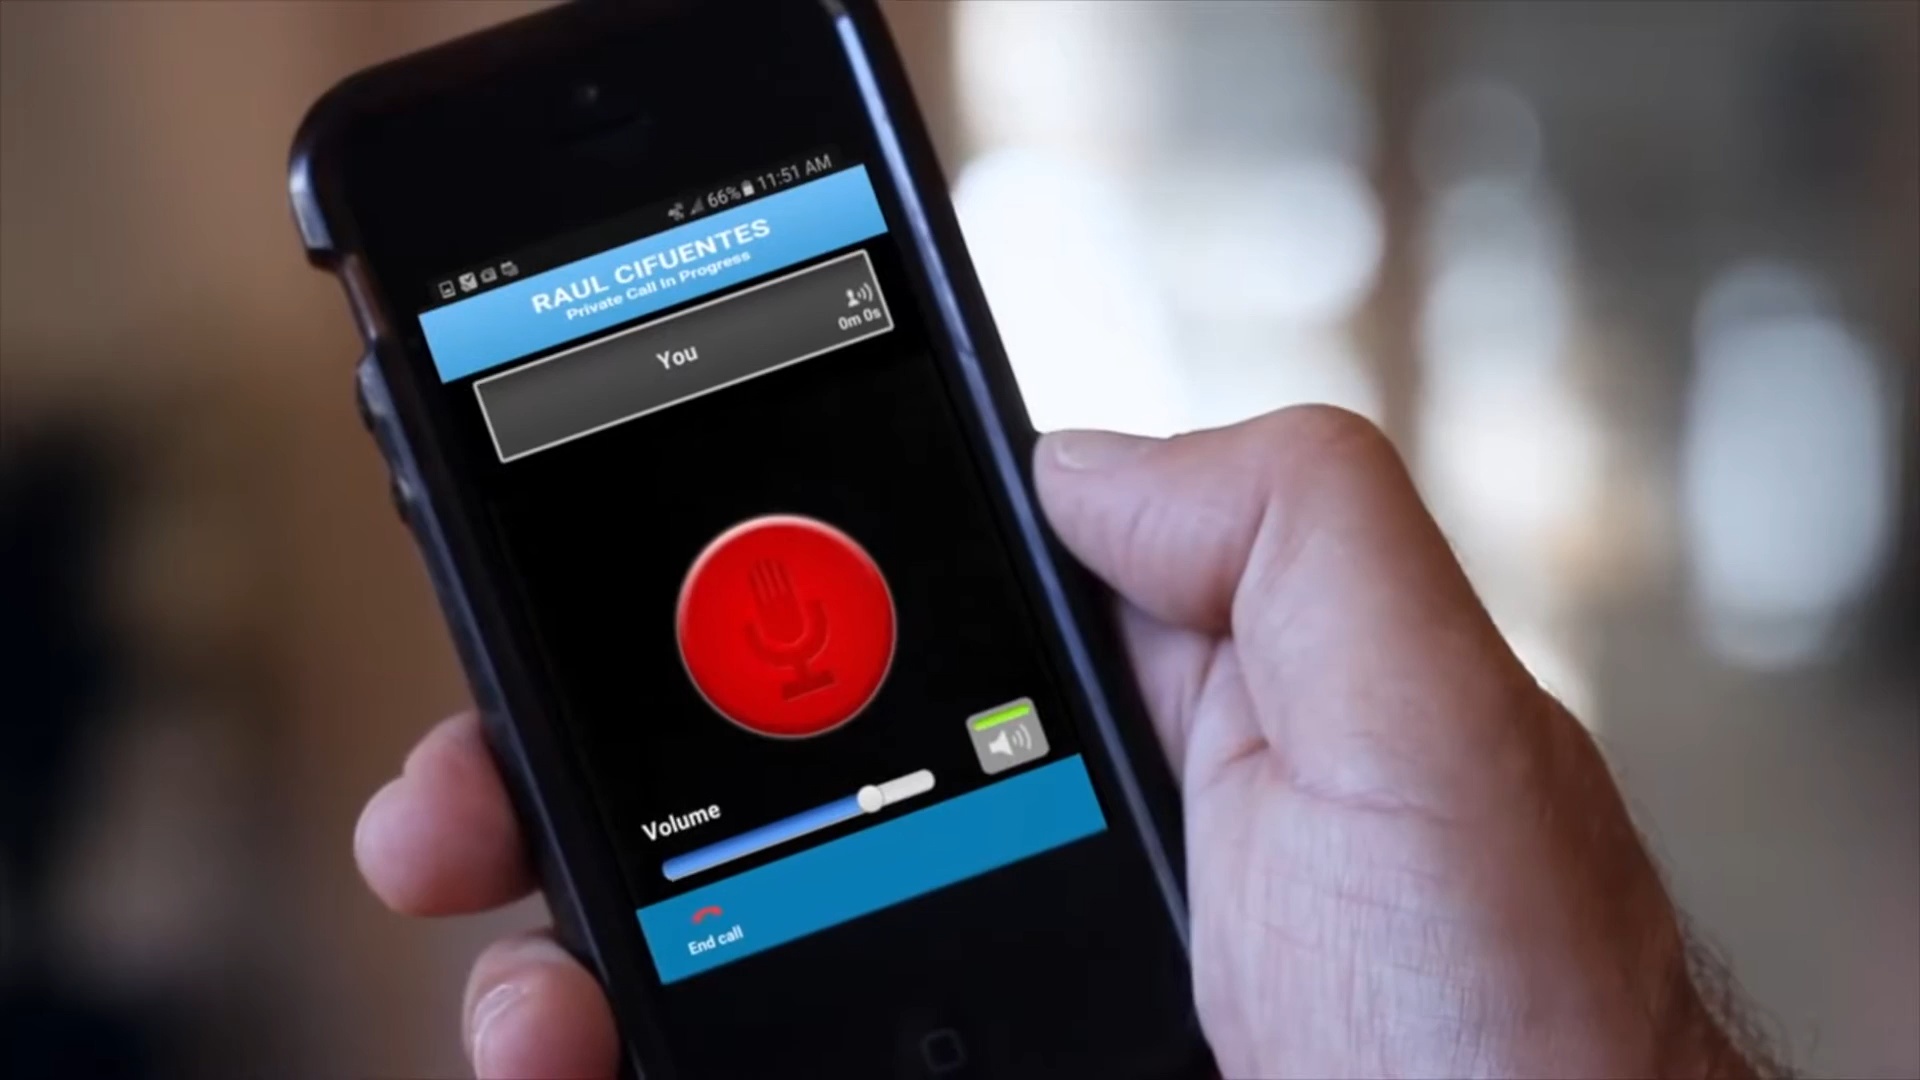 66% 11:51 AM
RAUL CIFUENTES
Private Call In Progress
You
0m 0s
Volume
End call